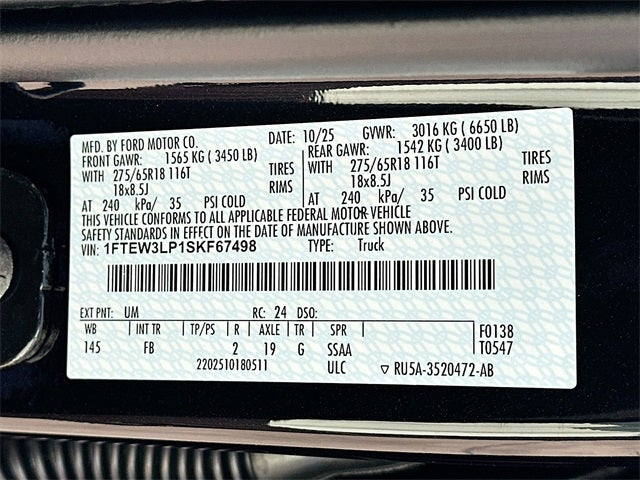 MFD. BY FORD MOTOR CO. DATE: 10/25 GVWR: 3016 KG ( 6650 LB)
FRONT GAWR: 1565 KG ( 3450 LB) REAR GAWR: 1542 KG ( 3400 LB)
WITH 275/65R18 116T TIRES WITH 275/65R18 116T TIRES
18x8.5J RIMS 18x8.5J RIMS
AT 240 kPa/ 35 PSI COLD AT 240 kPa/ 35 PSI COLD
THIS VEHICLE CONFORMS TO ALL APPLICABLE FEDERAL MOTOR VEHICLE
SAFETY STANDARDS IN EFFECT ON THE DATE OF MANUFACTURE SHOWN ABOVE.
VIN: 1FTEW3LP1SKF67498 TYPE: Truck
EXT PNT: UM RC: 24 DSO:
WB INT TR TP/PS R AXLE TR SPR F0138
145 FB 2 19 G SSAA T0547
2202510180511 ULC ▽ RU5A-3520472-AB